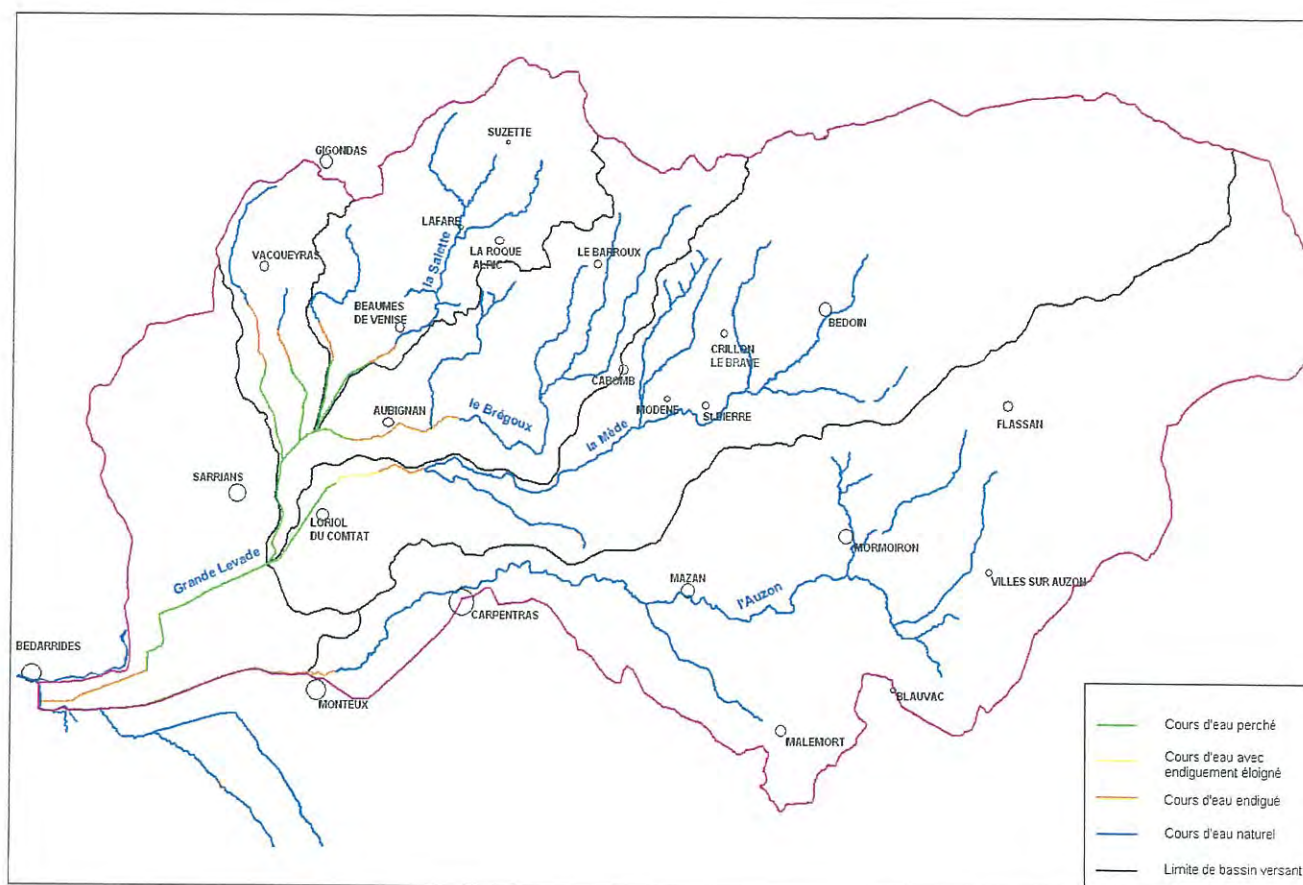 SUZETTE
GIGONDAS
LAFARE
VACQUEYRAS
la Salette
LA ROQUE
ALRIC
LE BARROUX
BEAUMES
DE VENISE
BEDOIN
CRILLON
LE BRAVE
CAROMB
MODENE
St PIERRE
AUBIGNAN
le Brégoux
la Mède
FLASSAN
SARRIANS
LORIOL
DU COMTAT
MORMOIRON
Grande Levade
MAZAN
l'Auzon
VILLES SUR AUZON
CARPENTRAS
BEDARRIDES
MONTEUX
BLAUVAC
MALEMORT
Cours d'eau perché
Cours d'eau avec
endiguement éloigné
Cours d'eau endigué
Cours d'eau naturel
Limite de bassin versant